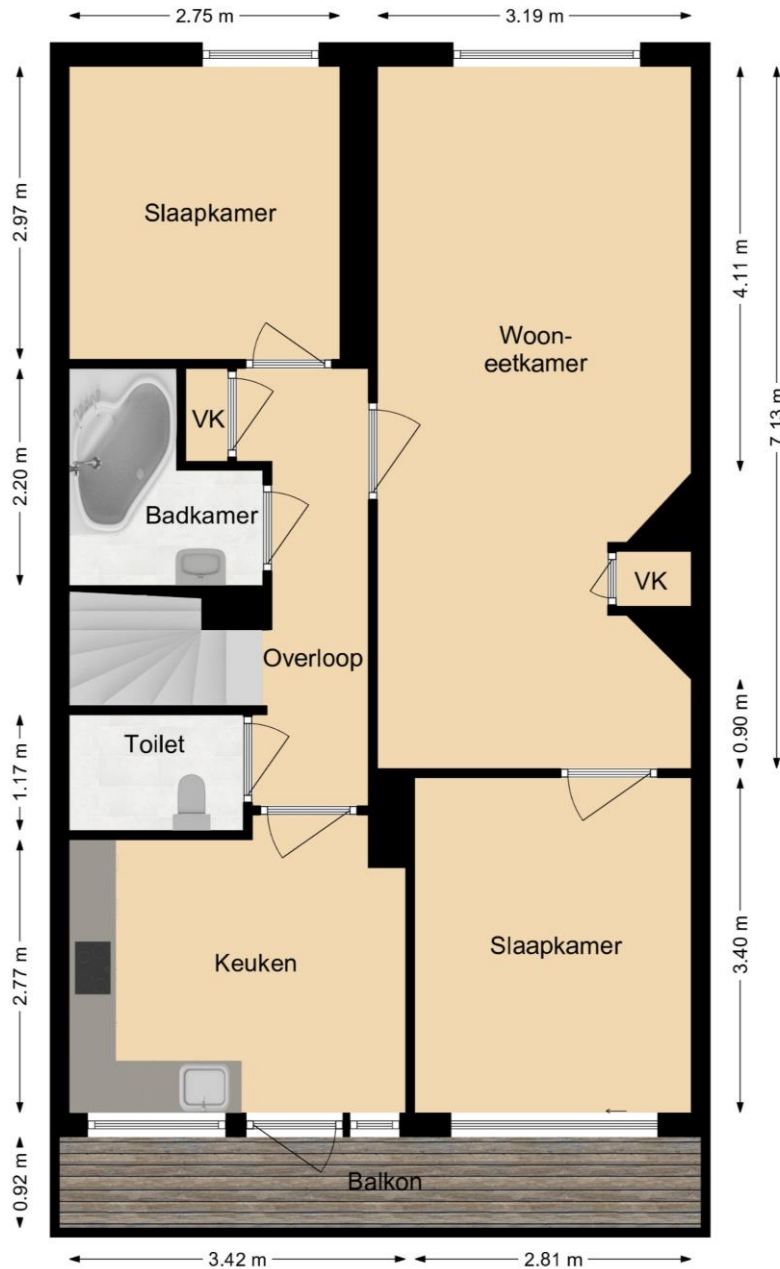 2.75 m
3.19 m
2.97 m
Slaapkamer
4.11 m
Woon-
eetkamer
7.13 m
VK
2.20 m
Badkamer
VK
Overloop
Toilet
1.17 m
0.90 m
Keuken
Slaapkamer
2.77 m
3.40 m
Balkon
0.92 m
3.42 m
2.81 m